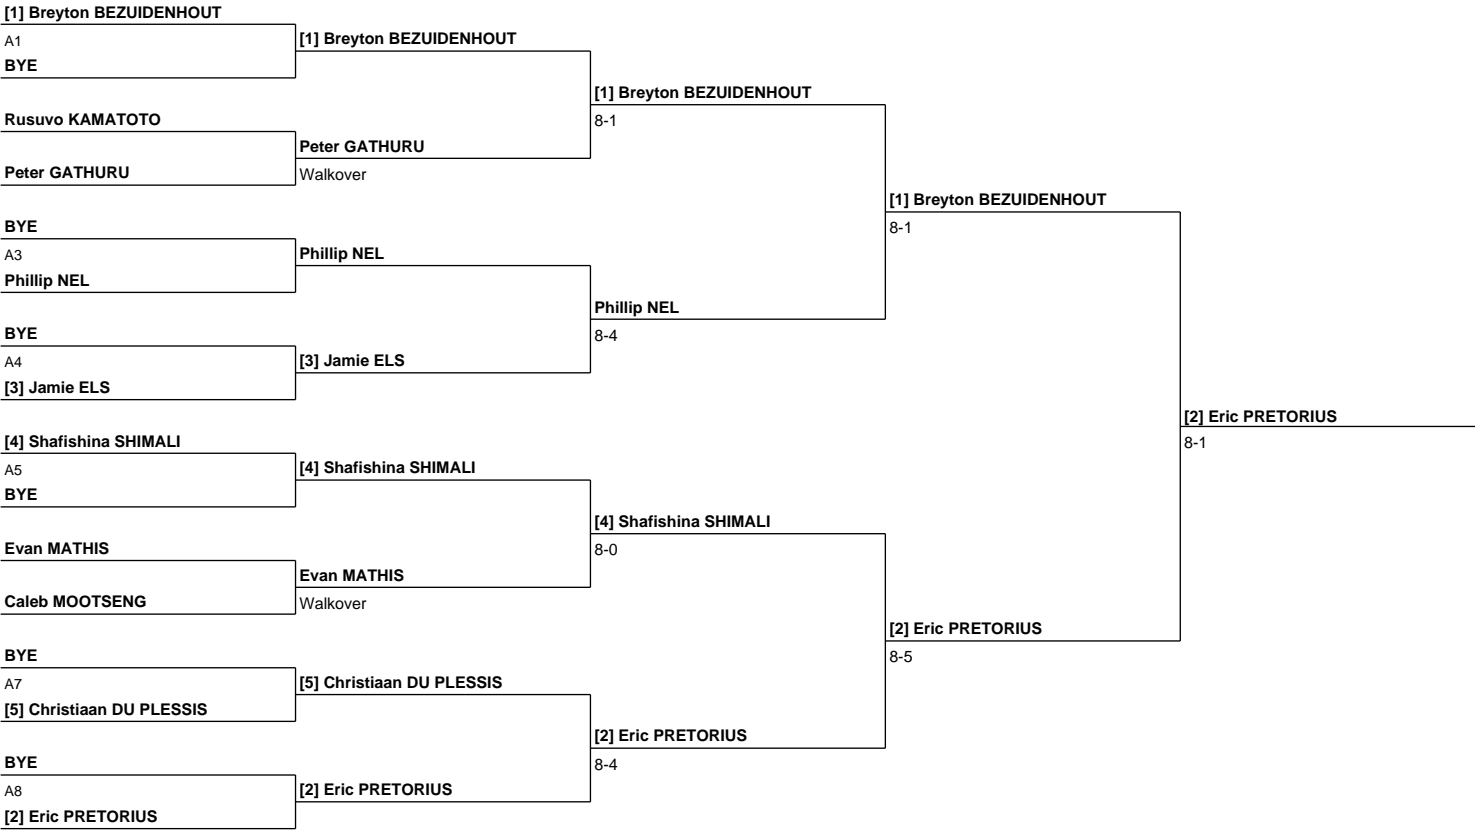 [1] Breyton BEZUIDENHOUT
A1
BYE
Rusuvo KAMATOTO
Peter GATHURU
BYE
A3
Phillip NEL
BYE
A4
[3] Jamie ELS
[4] Shafishina SHIMALI
A5
BYE
Evan MATHIS
Caleb MOOTSENG
BYE
A7
[5] Christiaan DU PLESSIS
BYE
A8
[2] Eric PRETORIUS
[1] Breyton BEZUIDENHOUT
Peter GATHURU
Walkover
Phillip NEL
[3] Jamie ELS
[4] Shafishina SHIMALI
Evan MATHIS
Walkover
[5] Christiaan DU PLESSIS
[2] Eric PRETORIUS
[1] Breyton BEZUIDENHOUT
8-1
Phillip NEL
8-4
[4] Shafishina SHIMALI
8-0
[2] Eric PRETORIUS
8-4
[1] Breyton BEZUIDENHOUT
8-1
[2] Eric PRETORIUS
8-5
[2] Eric PRETORIUS
8-1